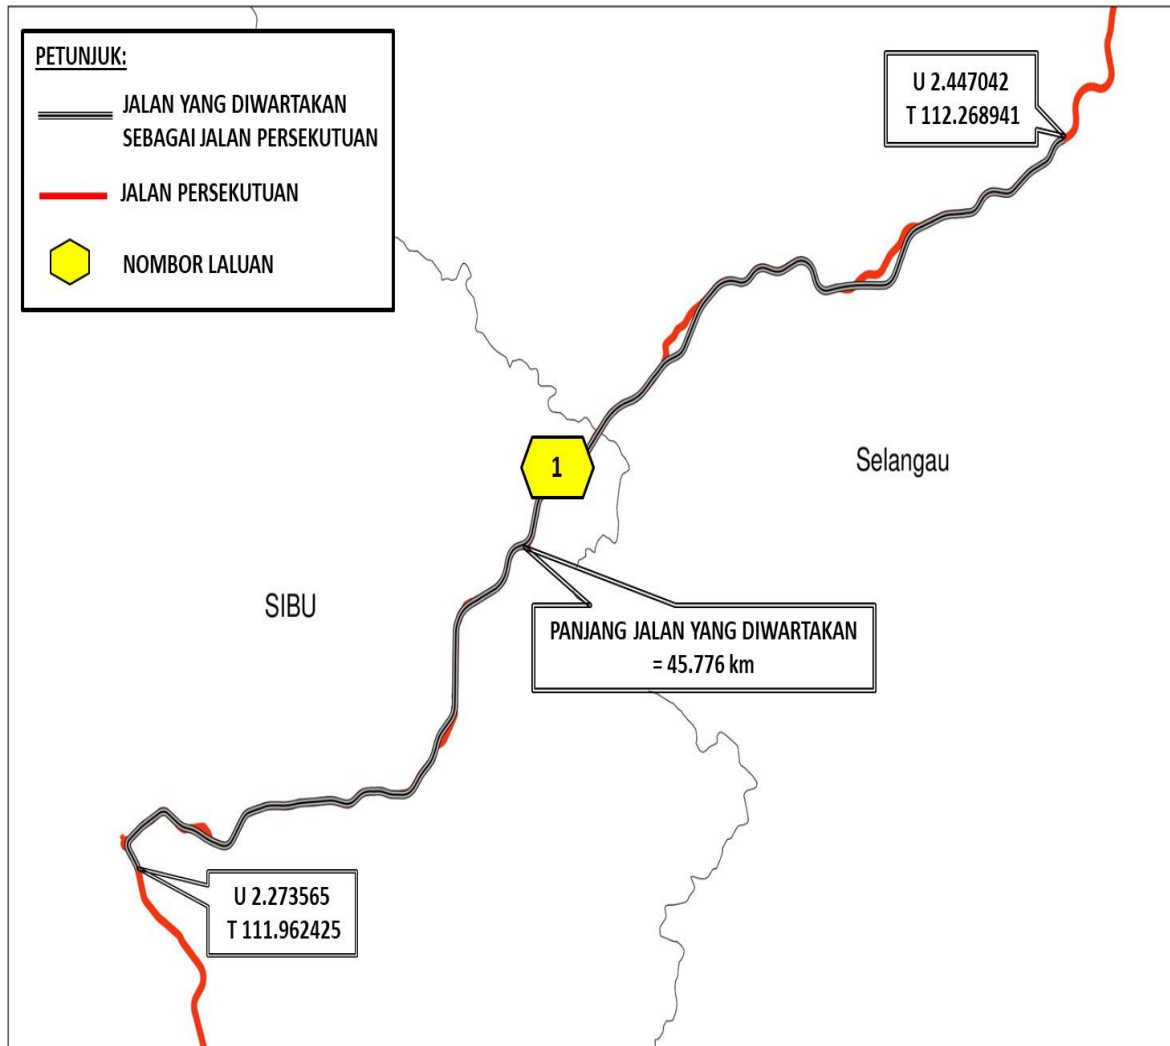 PETUNJUK:
JALAN YANG DIWARTAKAN
SEBAGAI JALAN PERSEKUTUAN
JALAN PERSEKUTUAN
NOMBOR LALUAN
U 2.447042
T 112.268941
1
Selangau
SIBU
PANJANG JALAN YANG DIWARTAKAN
= 45.776 km
U 2.273565
T 111.962425